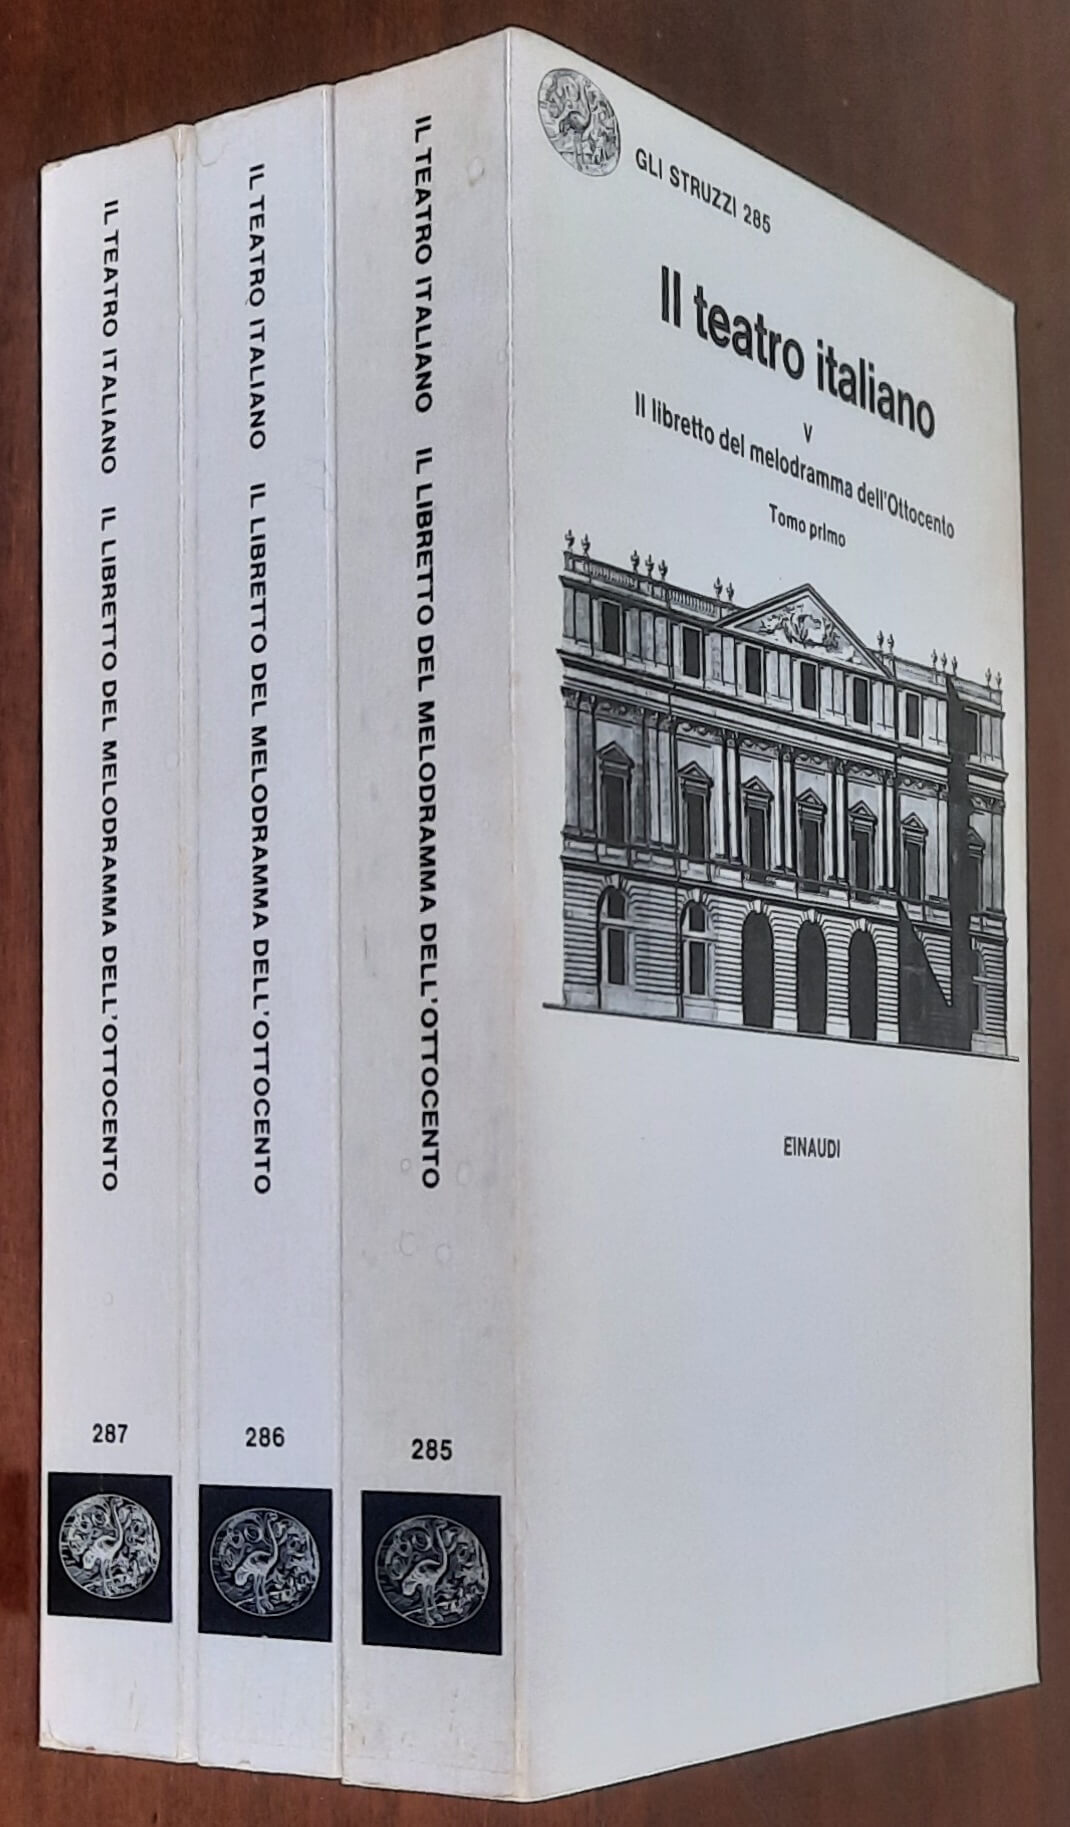 IL TEATRO ITALIANO IL LIBRETTO DEL MELODRAMMA DELL'OTTOCENTO
287
IL TEATRO ITALIANO IL LIBRETTO DEL MELODRAMMA DELL'OTTOCENTO
286
IL TEATRO ITALIANO IL LIBRETTO DEL MELODRAMMA DELL'OTTOCENTO
285
GLI STRUZZI 285
Il teatro italiano
V
Il libretto del melodramma dell'Ottocento
Tomo primo
EINAUDI